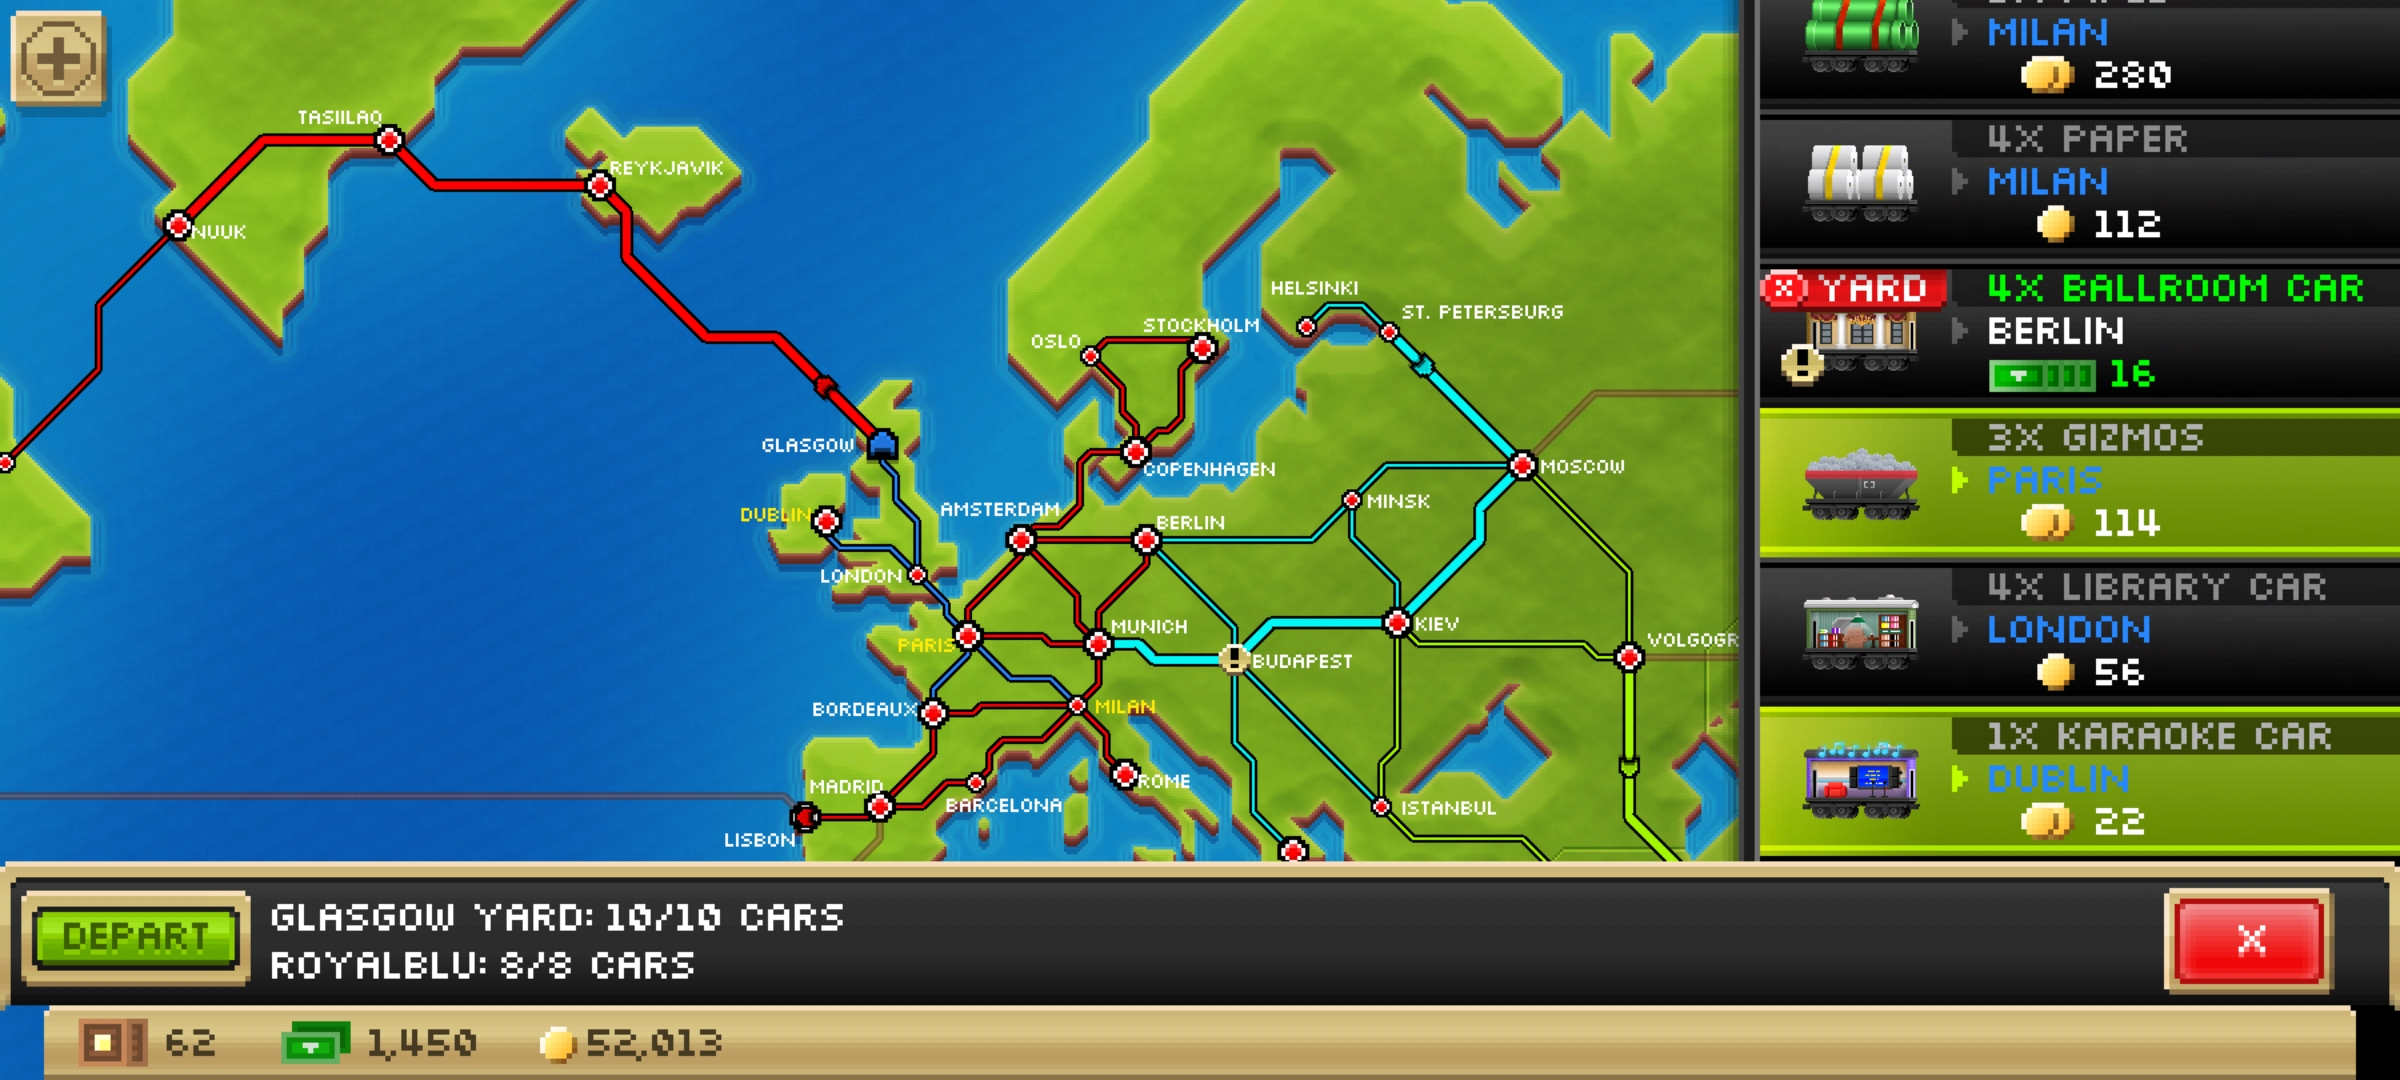 TASIILAQ
REYKJAVIK
NUUK
HELSINKI
ST. PETERSBURG
STOCKHOLM
OSLO
GLASGOW
MOSCOW
COPENHAGEN
MINSK
AMSTERDAM
BERLIN
DUBLIN
LONDON
MUNICH
KIEV
VOLGOGR
PARIS
BUDAPEST
BORDEAUX
MILAN
MADRID
ROME
BARCELONA
ISTANBUL
LISBON
MILAN
280
4X PAPER
MILAN
112
YARD
4X BALLROOM CAR
BERLIN
16
3X GIZMOS
PARIS
114
4X LIBRARY CAR
LONDON
56
1X KARAOKE CAR
DUBLIN
22
DEPART
GLASGOW YARD: 10/10 CARS
ROYALBLU: 8/8 CARS
X
62
1,450
52,013